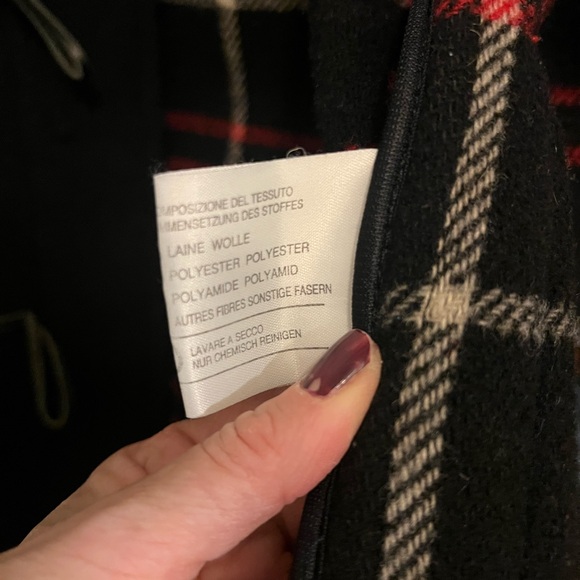 MPOSIZIONE DEL TESSUTO
MMENSETZUNG DES STOFFES
LAINE WOLLE
POLYESTER POLYESTER
POLYAMIDE POLYAMID
AUTRES FIBRES SONSTIGE FASERN
LAVARE A SECCO
NUR CHEMISCH REINIGEN